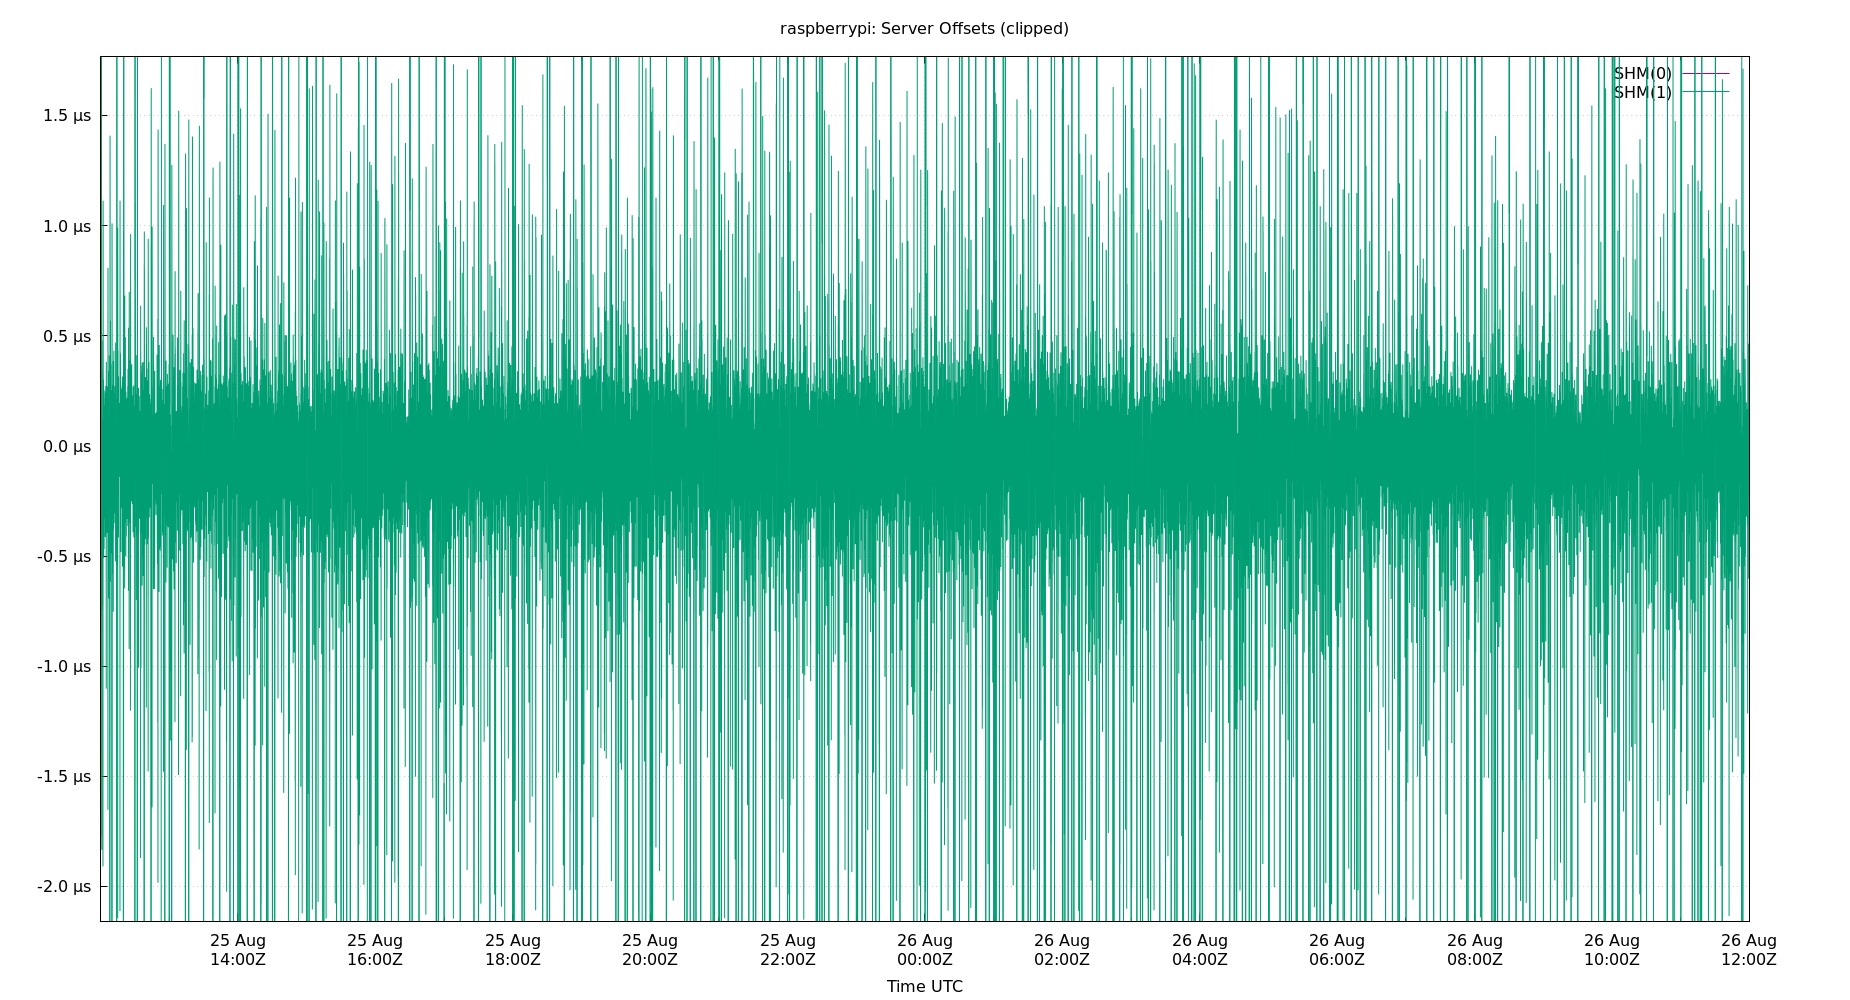 raspberrypi: Server Offsets (clipped)
SHM(0)
SHM(1)
1.5 µs
1.0 µs
0.5 µs
0.0 µs
-0.5 µs
-1.0 µs
-1.5 µs
-2.0 µs
25 Aug 25 Aug 25 Aug 25 Aug 25 Aug 26 Aug 26 Aug 26 Aug 26 Aug 26 Aug 26 Aug 26 Aug
14:00Z 16:00Z 18:00Z 20:00Z 22:00Z 00:00Z 02:00Z 04:00Z 06:00Z 08:00Z 10:00Z 12:00Z
Time UTC